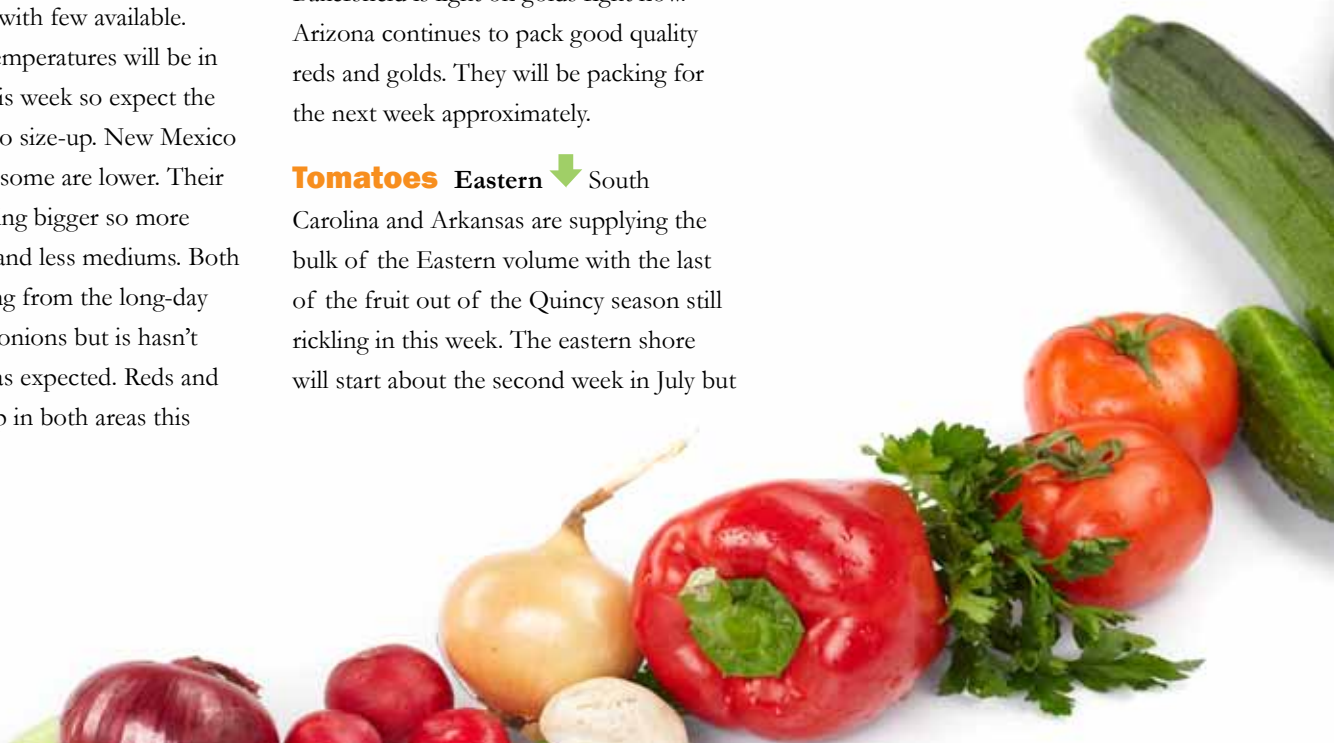 with few available.
emperatures will be in
is week so expect the
o size-up. New Mexico
some are lower. Their
ng bigger so more
and less mediums. Both
ng from the long-day
onions but is hasn’t
as expected. Reds and
p in both areas this
Arizona continues to pack good quality
reds and golds. They will be packing for
the next week approximately.
Tomatoes Eastern South
Carolina and Arkansas are supplying the
bulk of the Eastern volume with the last
of the fruit out of the Quincy season still
rickling in this week. The eastern shore
will start about the second week in July but